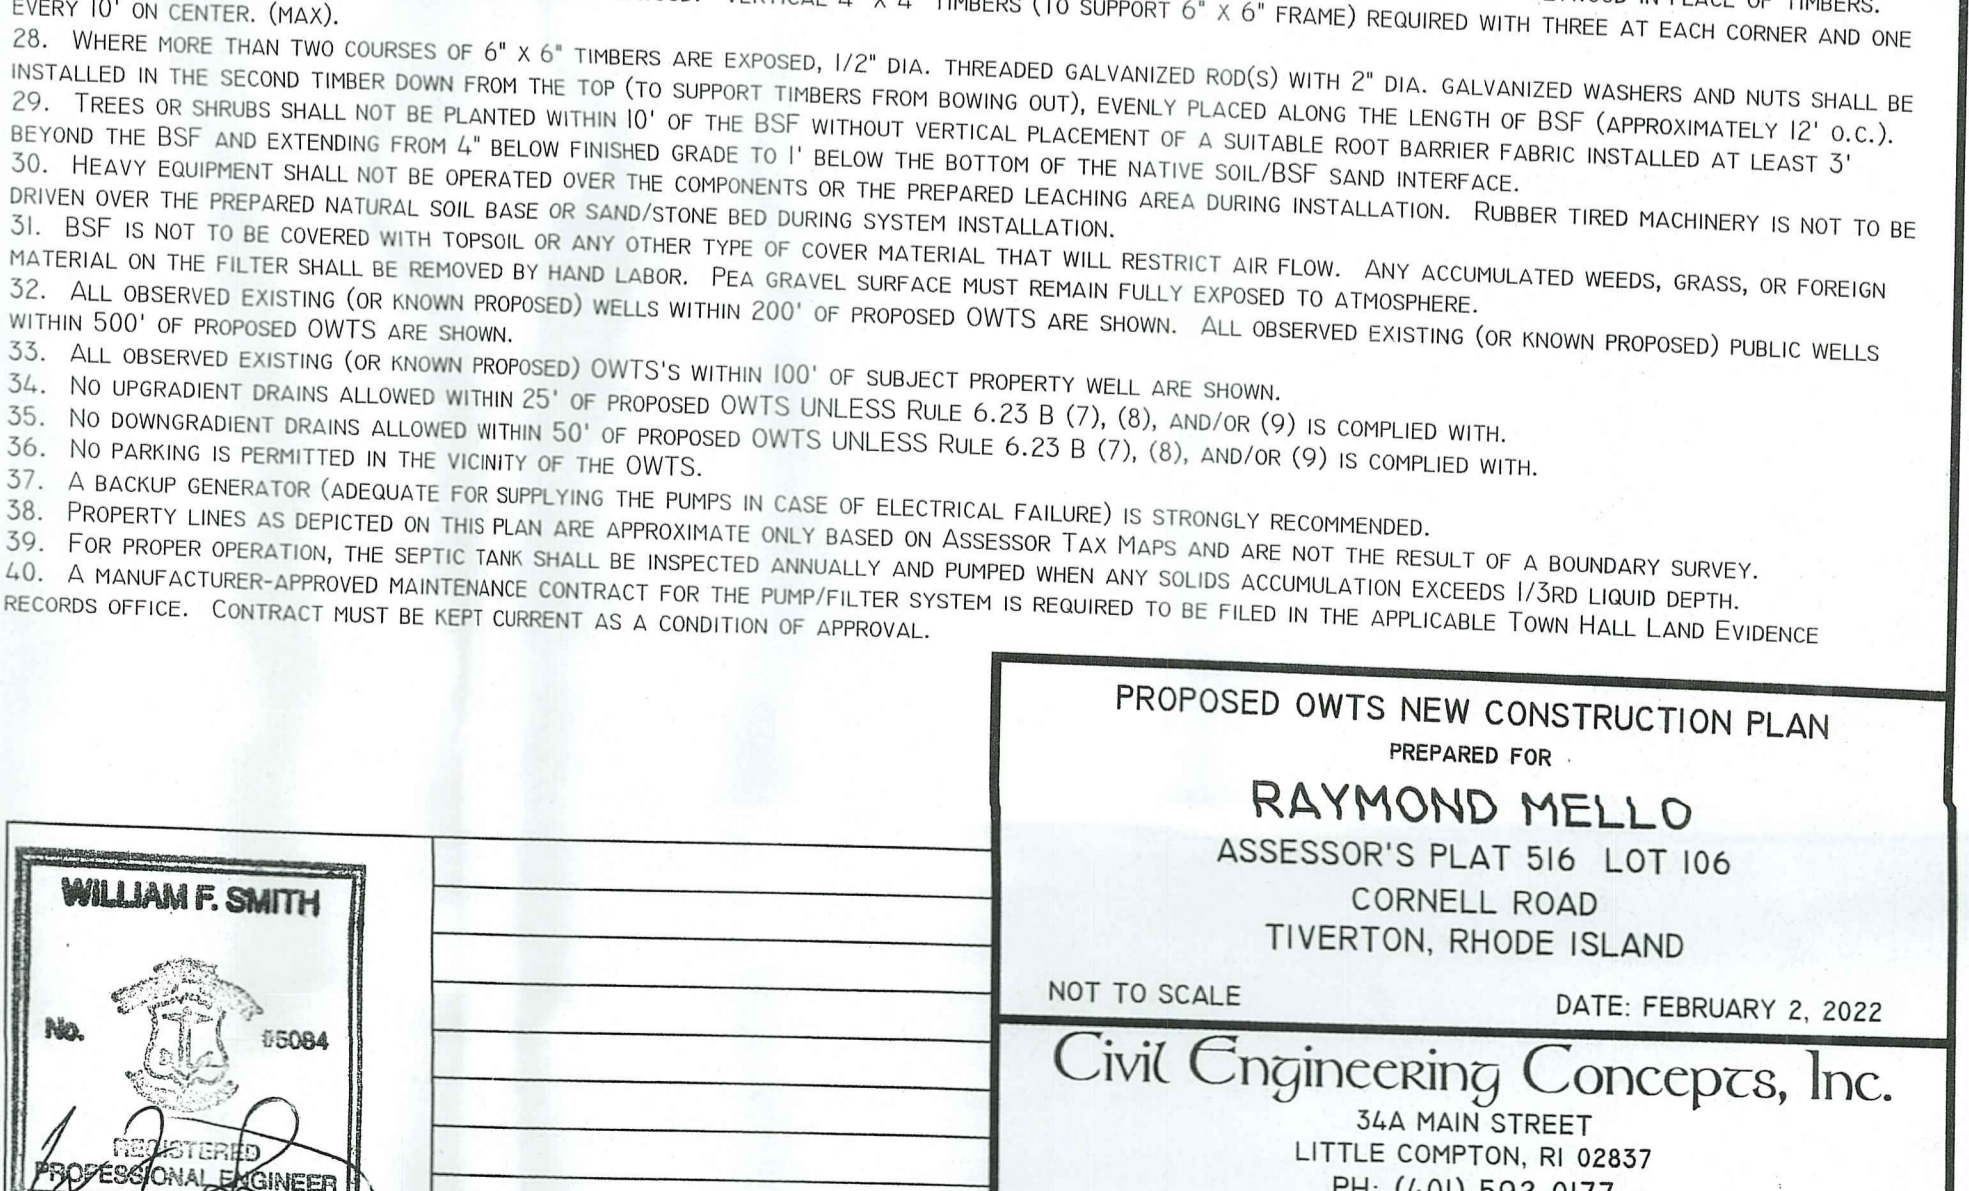 VERTICAL 4" X 4" TIMBERS (TO SUPPORT 6" X 6" FRAME) REQUIRED WITH THREE AT EACH CORNER AND ONE
EVERY 10' ON CENTER. (MAX).
28. WHERE MORE THAN TWO COURSES OF 6" X 6" TIMBERS ARE EXPOSED, 1/2" DIA. THREADED GALVANIZED ROD(S) WITH 2" DIA. GALVANIZED WASHERS AND NUTS SHALL BE
INSTALLED IN THE SECOND TIMBER DOWN FROM THE TOP (TO SUPPORT TIMBERS FROM BOWING OUT), EVENLY PLACED ALONG THE LENGTH OF BSF (APPROXIMATELY 12' O.C.).
29. TREES OR SHRUBS SHALL NOT BE PLANTED WITHIN 10' OF THE BSF WITHOUT VERTICAL PLACEMENT OF A SUITABLE ROOT BARRIER FABRIC INSTALLED AT LEAST 3'
BEYOND THE BSF AND EXTENDING FROM 4" BELOW FINISHED GRADE TO 1' BELOW THE BOTTOM OF THE NATIVE SOIL/BSF SAND INTERFACE.
30. HEAVY EQUIPMENT SHALL NOT BE OPERATED OVER THE COMPONENTS OR THE PREPARED LEACHING AREA DURING INSTALLATION. RUBBER TIRED MACHINERY IS NOT TO BE
DRIVEN OVER THE PREPARED NATURAL SOIL BASE OR SAND/STONE BED DURING SYSTEM INSTALLATION.
31. BSF IS NOT TO BE COVERED WITH TOPSOIL OR ANY OTHER TYPE OF COVER MATERIAL THAT WILL RESTRICT AIR FLOW. ANY ACCUMULATED WEEDS, GRASS, OR FOREIGN
MATERIAL ON THE FILTER SHALL BE REMOVED BY HAND LABOR. PEA GRAVEL SURFACE MUST REMAIN FULLY EXPOSED TO ATMOSPHERE.
32. ALL OBSERVED EXISTING (OR KNOWN PROPOSED) WELLS WITHIN 200' OF PROPOSED OWTS ARE SHOWN. ALL OBSERVED EXISTING (OR KNOWN PROPOSED) PUBLIC WELLS
WITHIN 500' OF PROPOSED OWTS ARE SHOWN.
33. ALL OBSERVED EXISTING (OR KNOWN PROPOSED) OWTS'S WITHIN 100' OF SUBJECT PROPERTY WELL ARE SHOWN.
34. NO UPGRADIENT DRAINS ALLOWED WITHIN 25' OF PROPOSED OWTS UNLESS RULE 6.23 B (7), (8), AND/OR (9) IS COMPLIED WITH.
35. NO DOWNGRADIENT DRAINS ALLOWED WITHIN 50' OF PROPOSED OWTS UNLESS RULE 6.23 B (7), (8), AND/OR (9) IS COMPLIED WITH.
36. NO PARKING IS PERMITTED IN THE VICINITY OF THE OWTS.
37. A BACKUP GENERATOR (ADEQUATE FOR SUPPLYING THE PUMPS IN CASE OF ELECTRICAL FAILURE) IS STRONGLY RECOMMENDED.
38. PROPERTY LINES AS DEPICTED ON THIS PLAN ARE APPROXIMATE ONLY BASED ON ASSESSOR TAX MAPS AND ARE NOT THE RESULT OF A BOUNDARY SURVEY.
39. FOR PROPER OPERATION, THE SEPTIC TANK SHALL BE INSPECTED ANNUALLY AND PUMPED WHEN ANY SOLIDS ACCUMULATION EXCEEDS 1/3RD LIQUID DEPTH.
40. A MANUFACTURER-APPROVED MAINTENANCE CONTRACT FOR THE PUMP/FILTER SYSTEM IS REQUIRED TO BE FILED IN THE APPLICABLE TOWN HALL LAND EVIDENCE
RECORDS OFFICE. CONTRACT MUST BE KEPT CURRENT AS A CONDITION OF APPROVAL.
PROPOSED OWTS NEW CONSTRUCTION PLAN
PREPARED FOR
RAYMOND MELLO
ASSESSOR'S PLAT 516 LOT 106
CORNELL ROAD
TIVERTON, RHODE ISLAND
NOT TO SCALE DATE: FEBRUARY 2, 2022
Civil Engineering Concepts, Inc.
34A MAIN STREET
LITTLE COMPTON, RI 02837
PH: (401) 592-0177
WILLIAM F. SMITH
No. 05084
REGISTERED
PROFESSIONAL ENGINEER